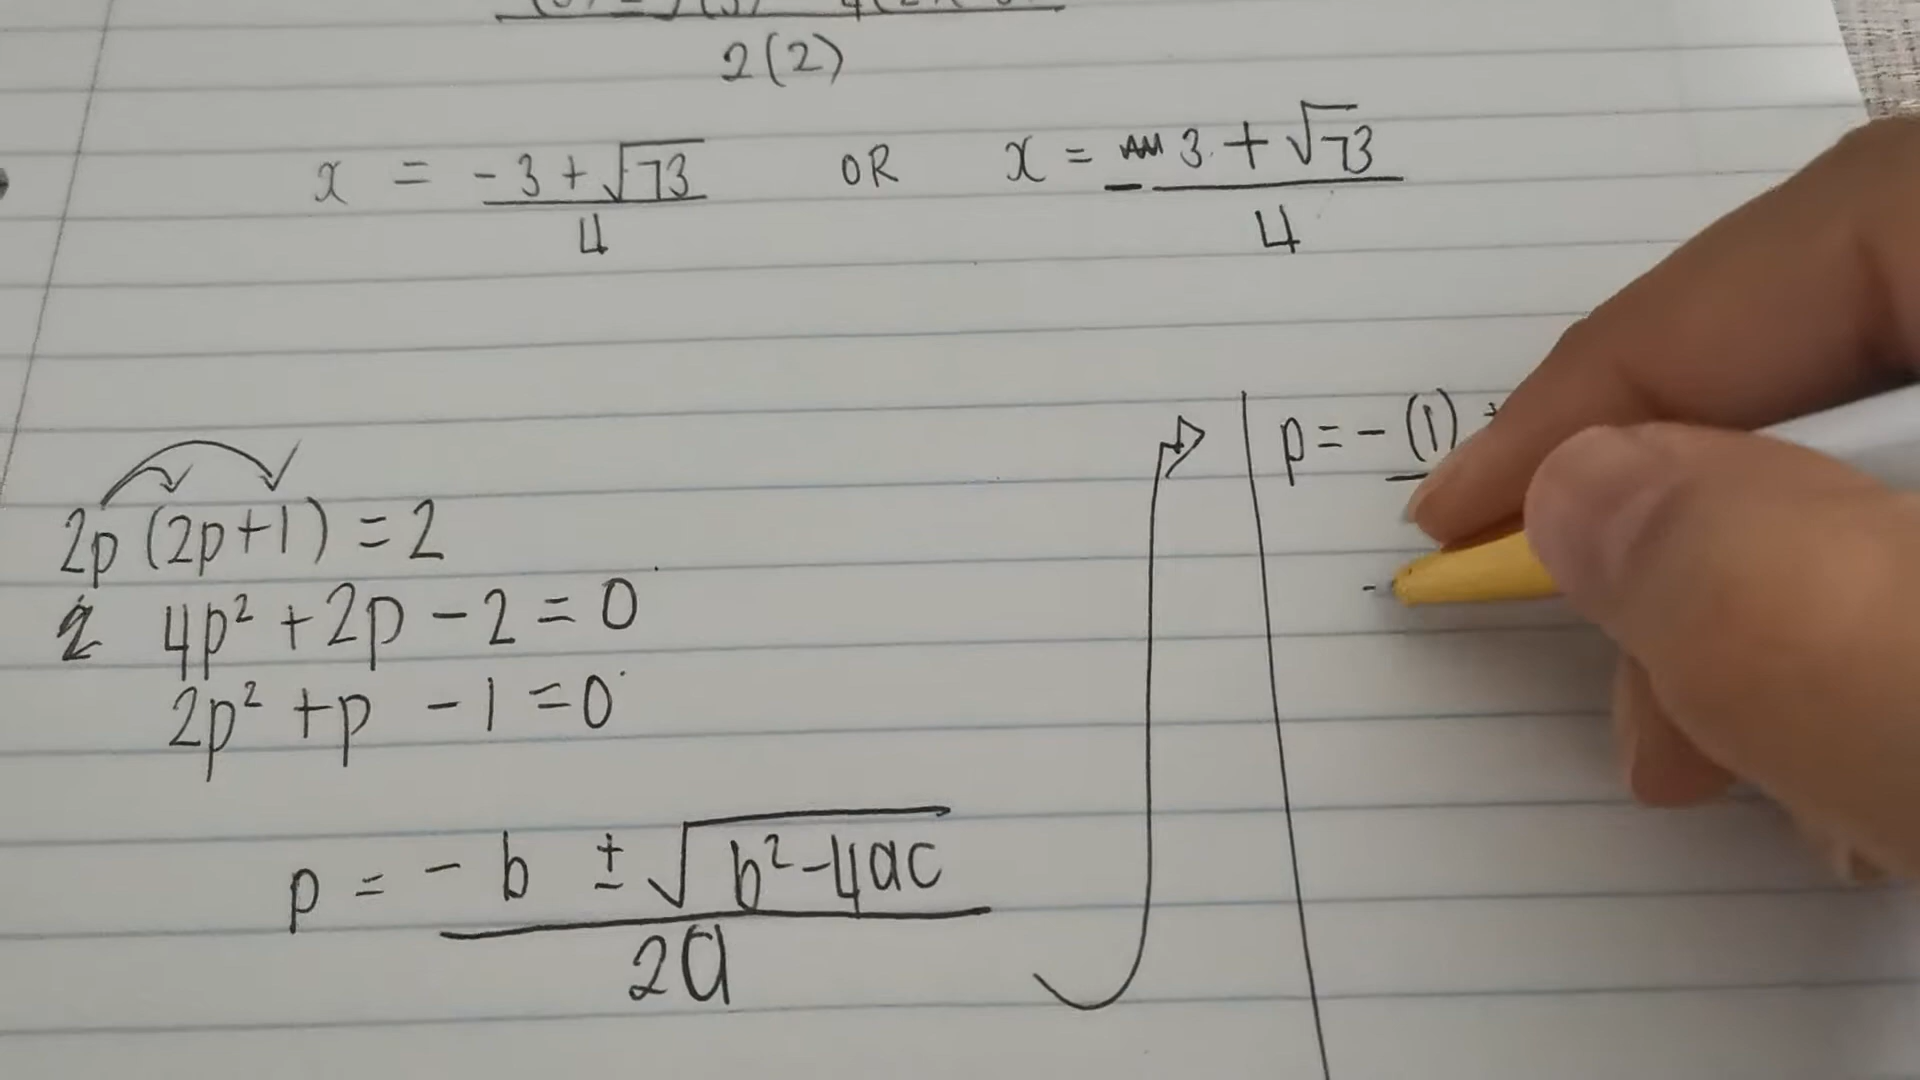 2(2)
x = -3 + √73 / 4 OR x = - 3 + √73 / 4
2p (2p+1) = 2
4p² + 2p - 2 = 0
2p² + p - 1 = 0
p = - b ± √b²-4ac / 2a
p = - (1)